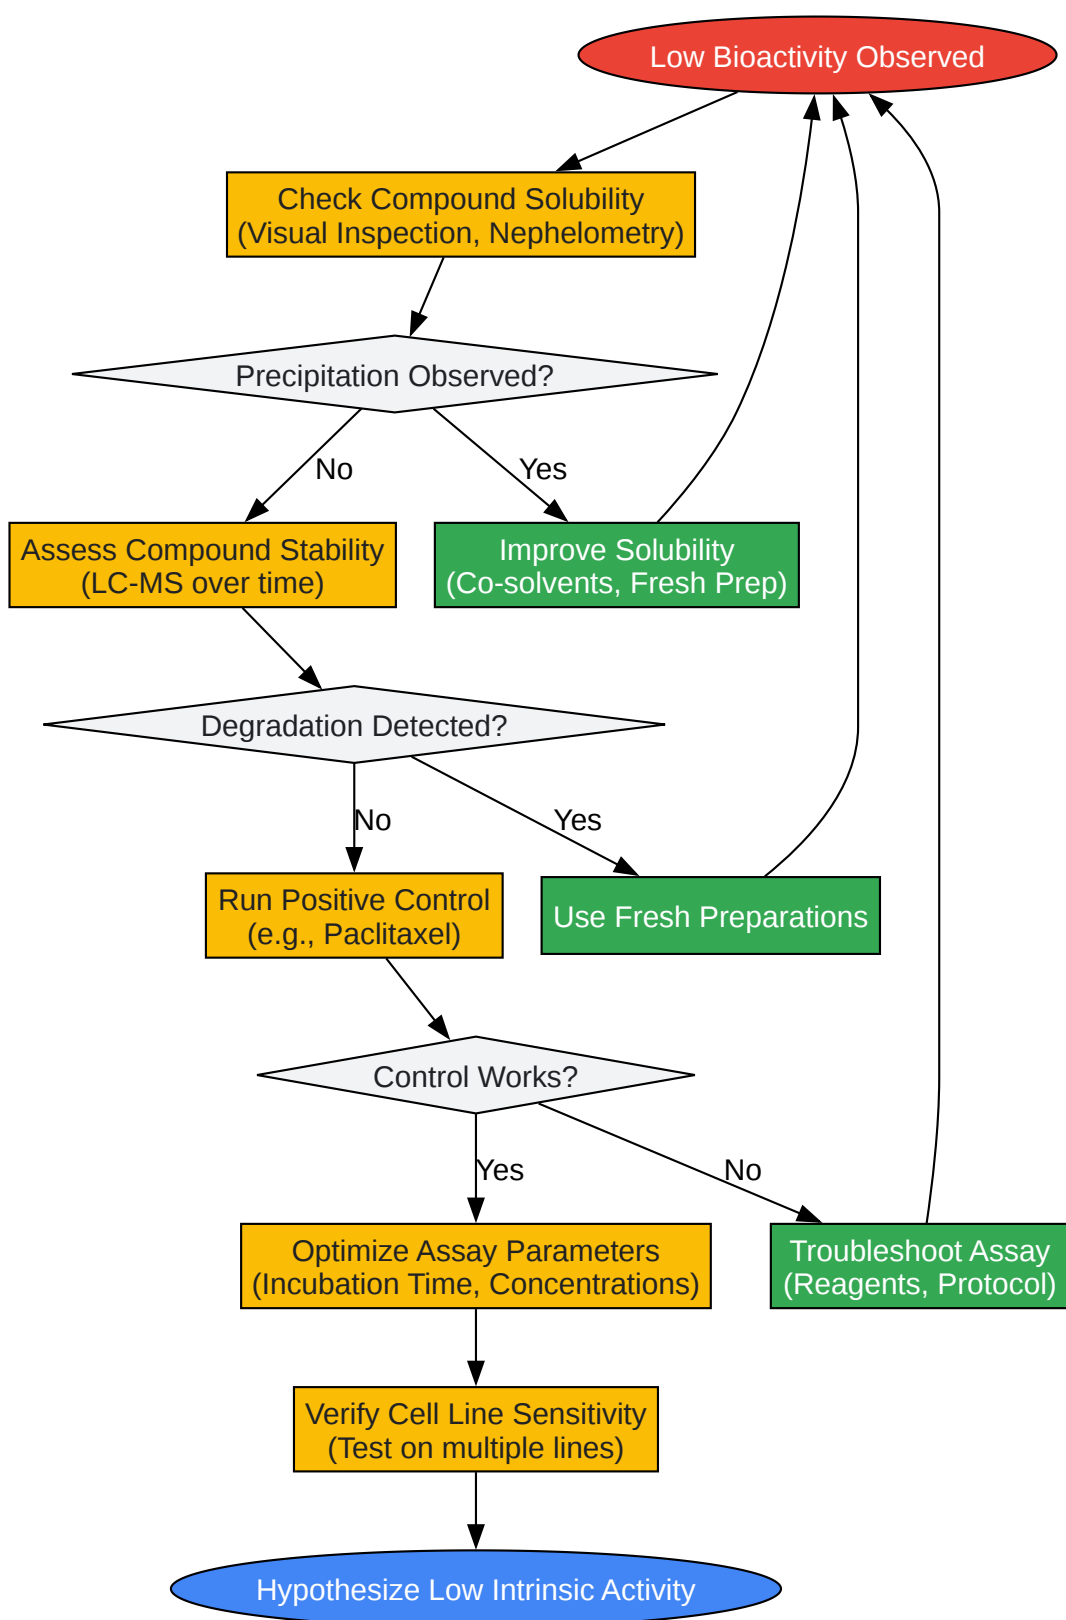 Low Bioactivity Observed
Check Compound Solubility
(Visual Inspection, Nephelometry)
Precipitation Observed?
No
Yes
Assess Compound Stability
(LC-MS over time)
Improve Solubility
(Co-solvents, Fresh Prep)
Degradation Detected?
No
Yes
Run Positive Control
(e.g., Paclitaxel)
Use Fresh Preparations
Control Works?
Yes
No
Optimize Assay Parameters
(Incubation Time, Concentrations)
Troubleshoot Assay
(Reagents, Protocol)
Verify Cell Line Sensitivity
(Test on multiple lines)
Hypothesize Low Intrinsic Activity